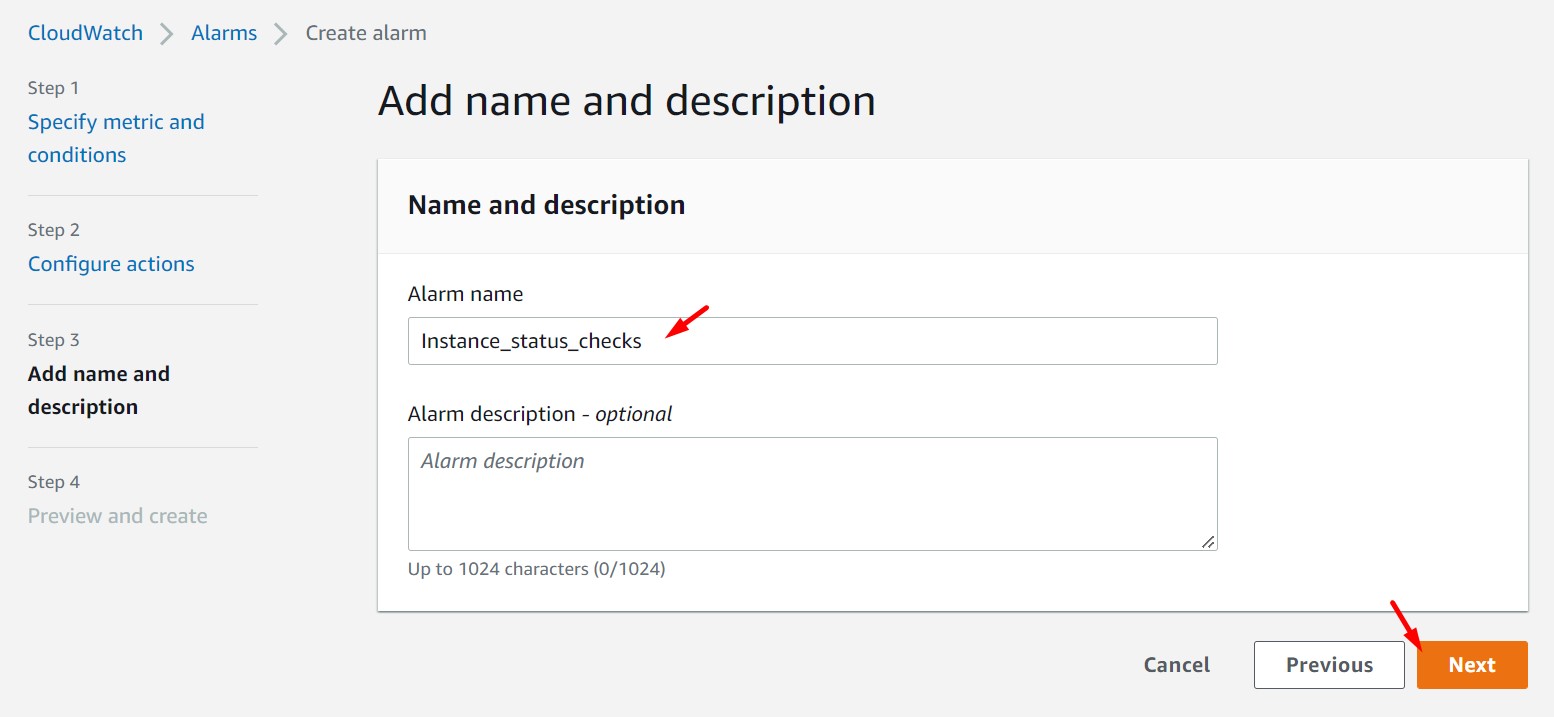 CloudWatch > Alarms > Create alarm
Step 1
Specify metric and
conditions
Step 2
Configure actions
Step 3
Add name and
description
Step 4
Preview and create
Add name and description
Name and description
Alarm name
Instance_status_checks
Alarm description - optional
Alarm description
Up to 1024 characters (0/1024)
Cancel Previous Next